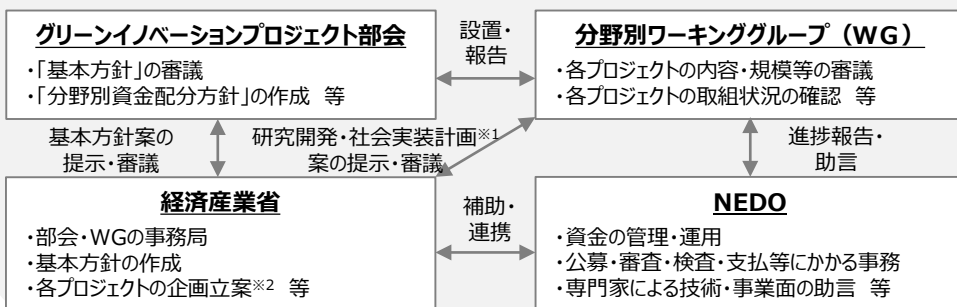 グリーンイノベーションプロジェクト部会
・「基本方針」の審議
・「分野別資金配分方針」の作成 等
設置・
報告
分野別ワーキンググループ（WG）
・各プロジェクトの内容・規模等の審議
・各プロジェクトの取組状況の確認 等
基本方針案の
提示・審議
研究開発・社会実装計画※1
案の提示・審議
進捗報告・
助言
経済産業省
・部会・WGの事務局
・基本方針の作成
・各プロジェクトの企画立案※2 等
補助・
連携
NEDO
・資金の管理・運用
・公募・審査・検査・支払等にかかる事務
・専門家による技術・事業面の助言 等